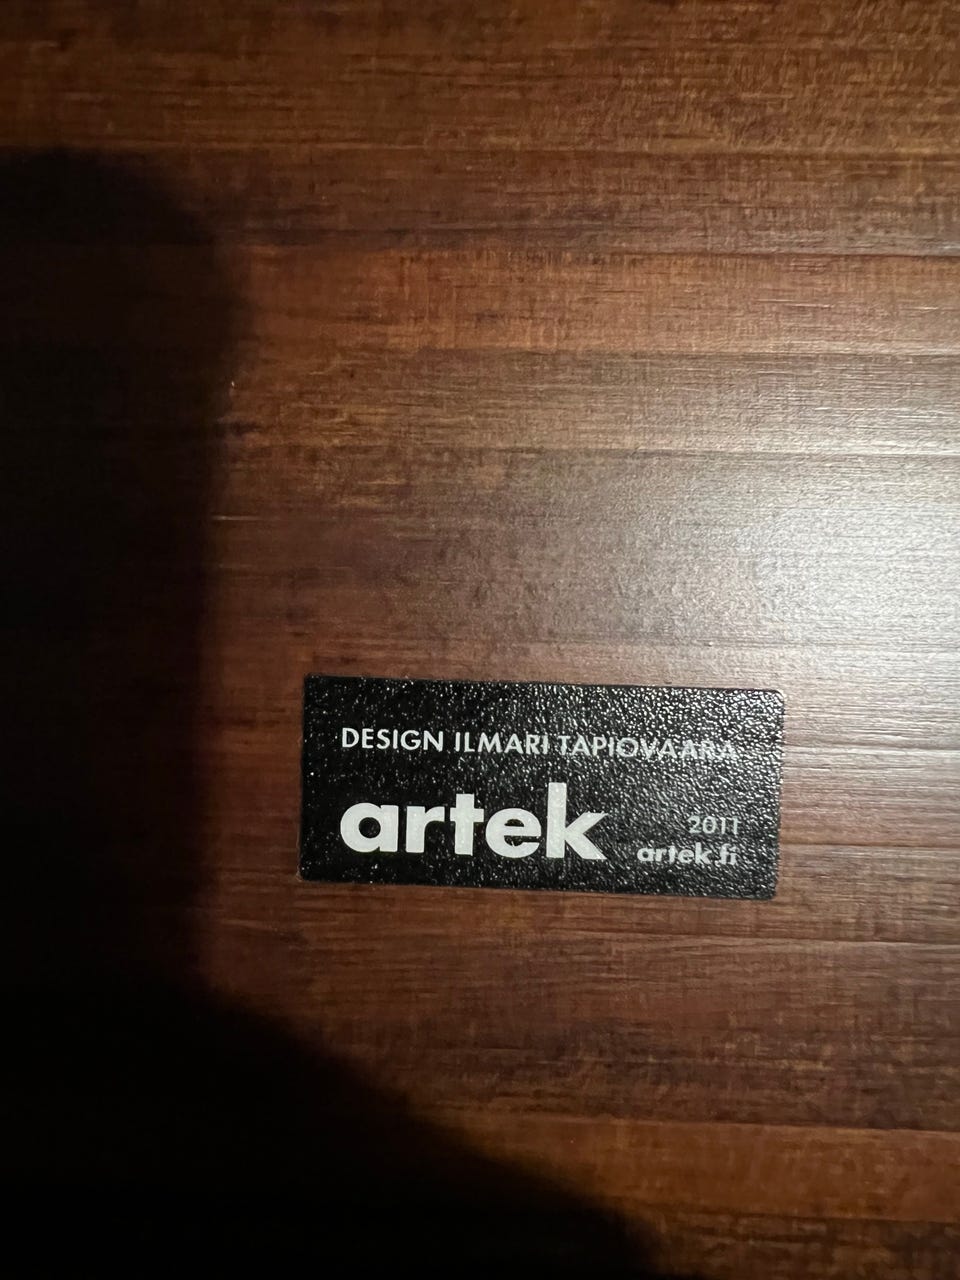 DESIGN ILMARI TAPIOVAARA
artek
2011
artek.fi